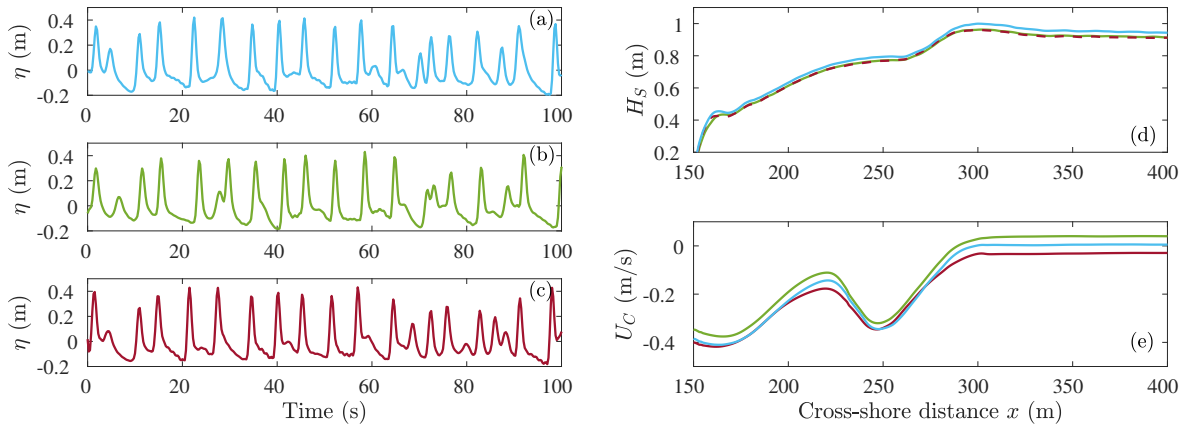 (a)
0.4
0.2
0
-0.2
η (m)
0 20 40 60 80 100
(b)
0.4
0.2
0
-0.2
η (m)
0 20 40 60 80 100
(c)
0.4
0.2
0
-0.2
η (m)
0 20 40 60 80 100
Time (s)
1
0.8
0.6
0.4
0.2
H_S (m)
(d)
150 200 250 300 350 400
0
-0.2
-0.4
U_C (m/s)
(e)
150 200 250 300 350 400
Cross-shore distance x (m)